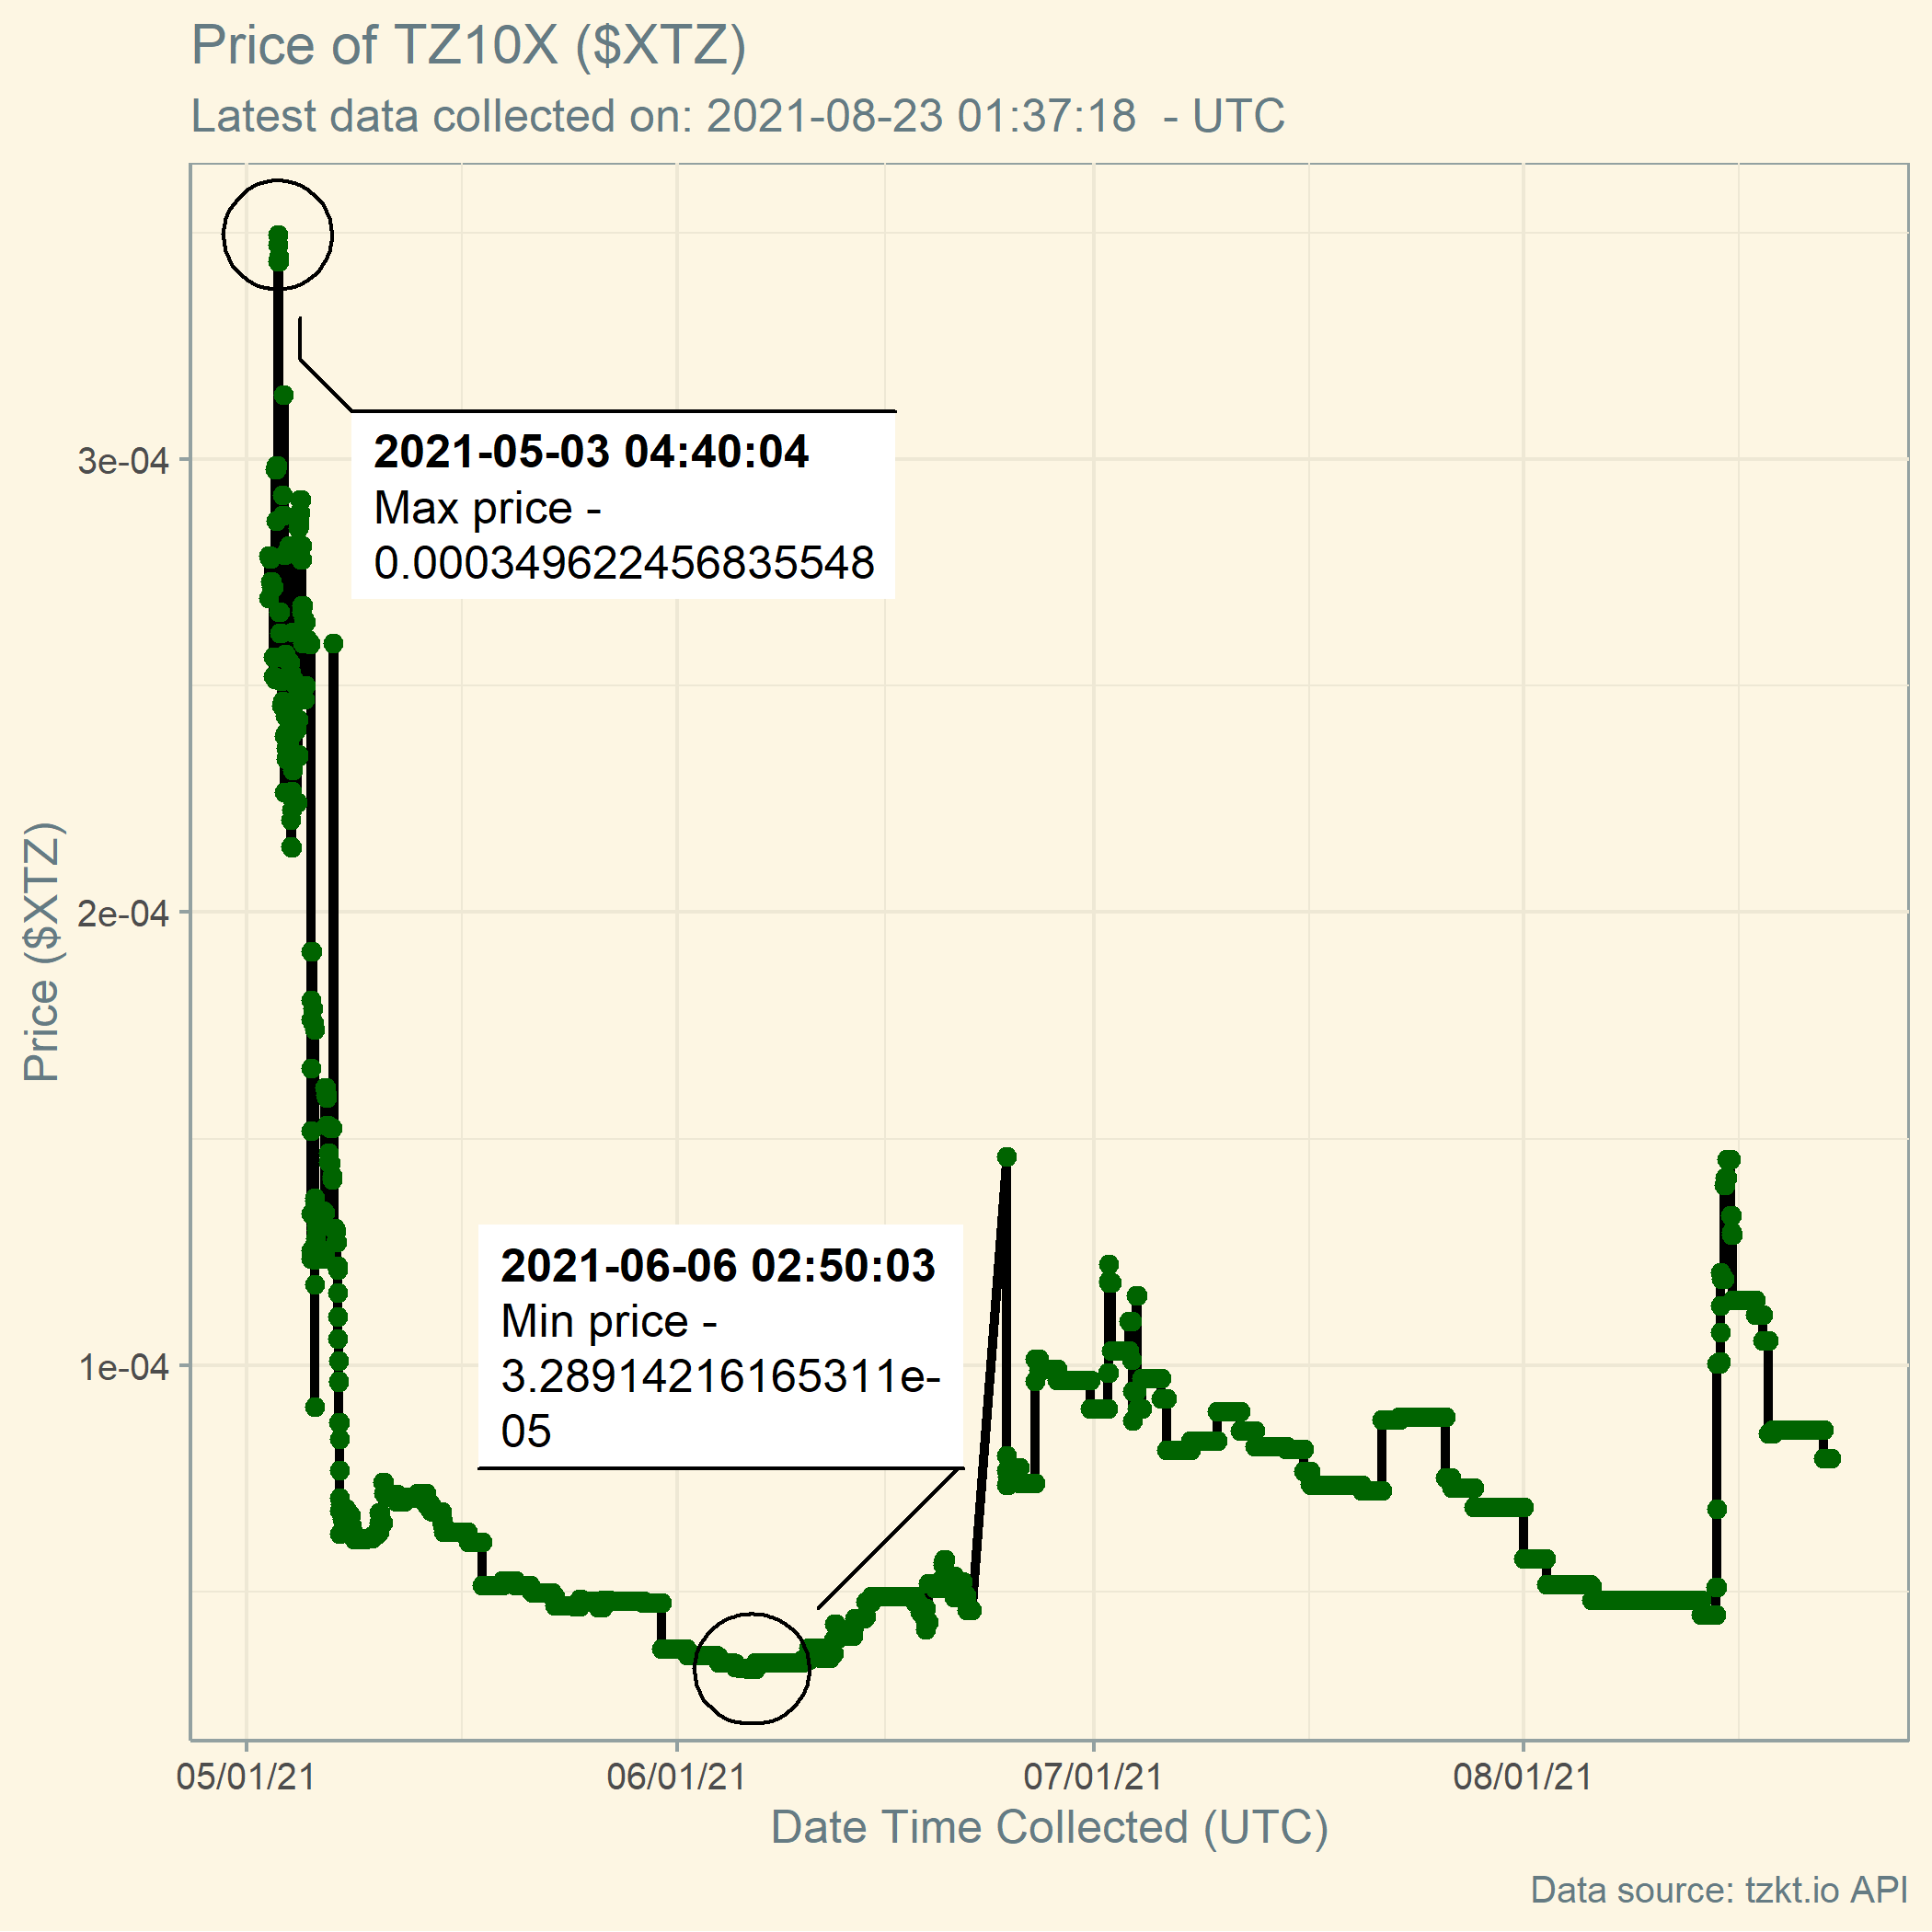 Price of TZ10X ($XTZ)
Latest data collected on: 2021-08-23 01:37:18  - UTC
2021-05-03 04:40:04
Max price -
0.000349622456835548
3e-04
2e-04
1e-04
Price ($XTZ)
2021-06-06 02:50:03
Min price -
3.28914216165311e-
05
05/01/21
06/01/21
07/01/21
08/01/21
Date Time Collected (UTC)
Data source: tzkt.io API